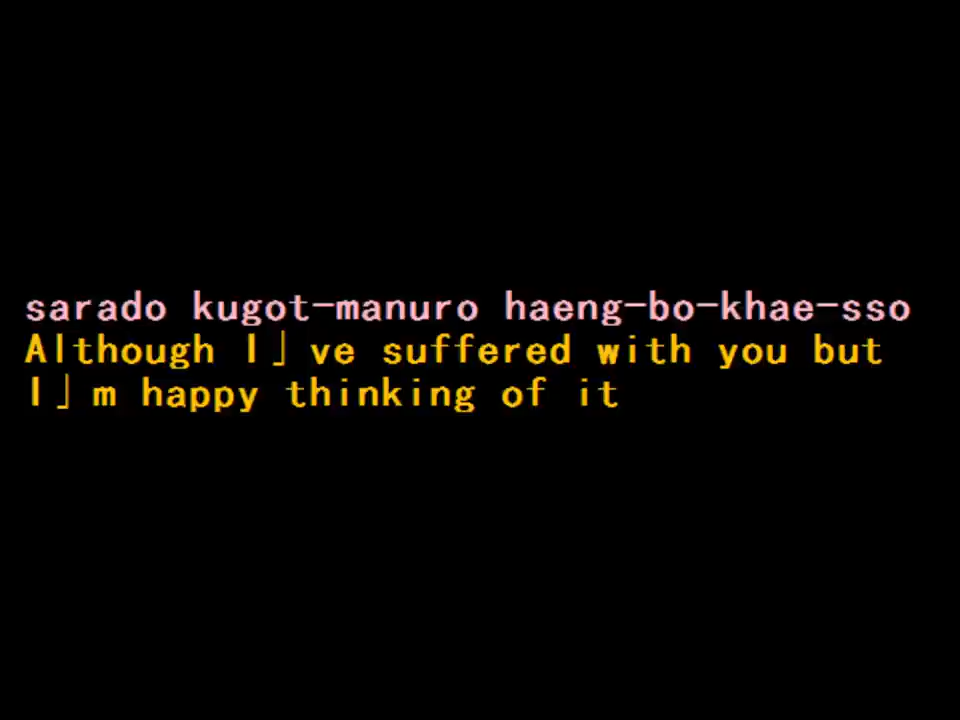 sarado kugot-manuro haeng-bo-khae-sso
Although I」ve suffered with you but
I」m happy thinking of it